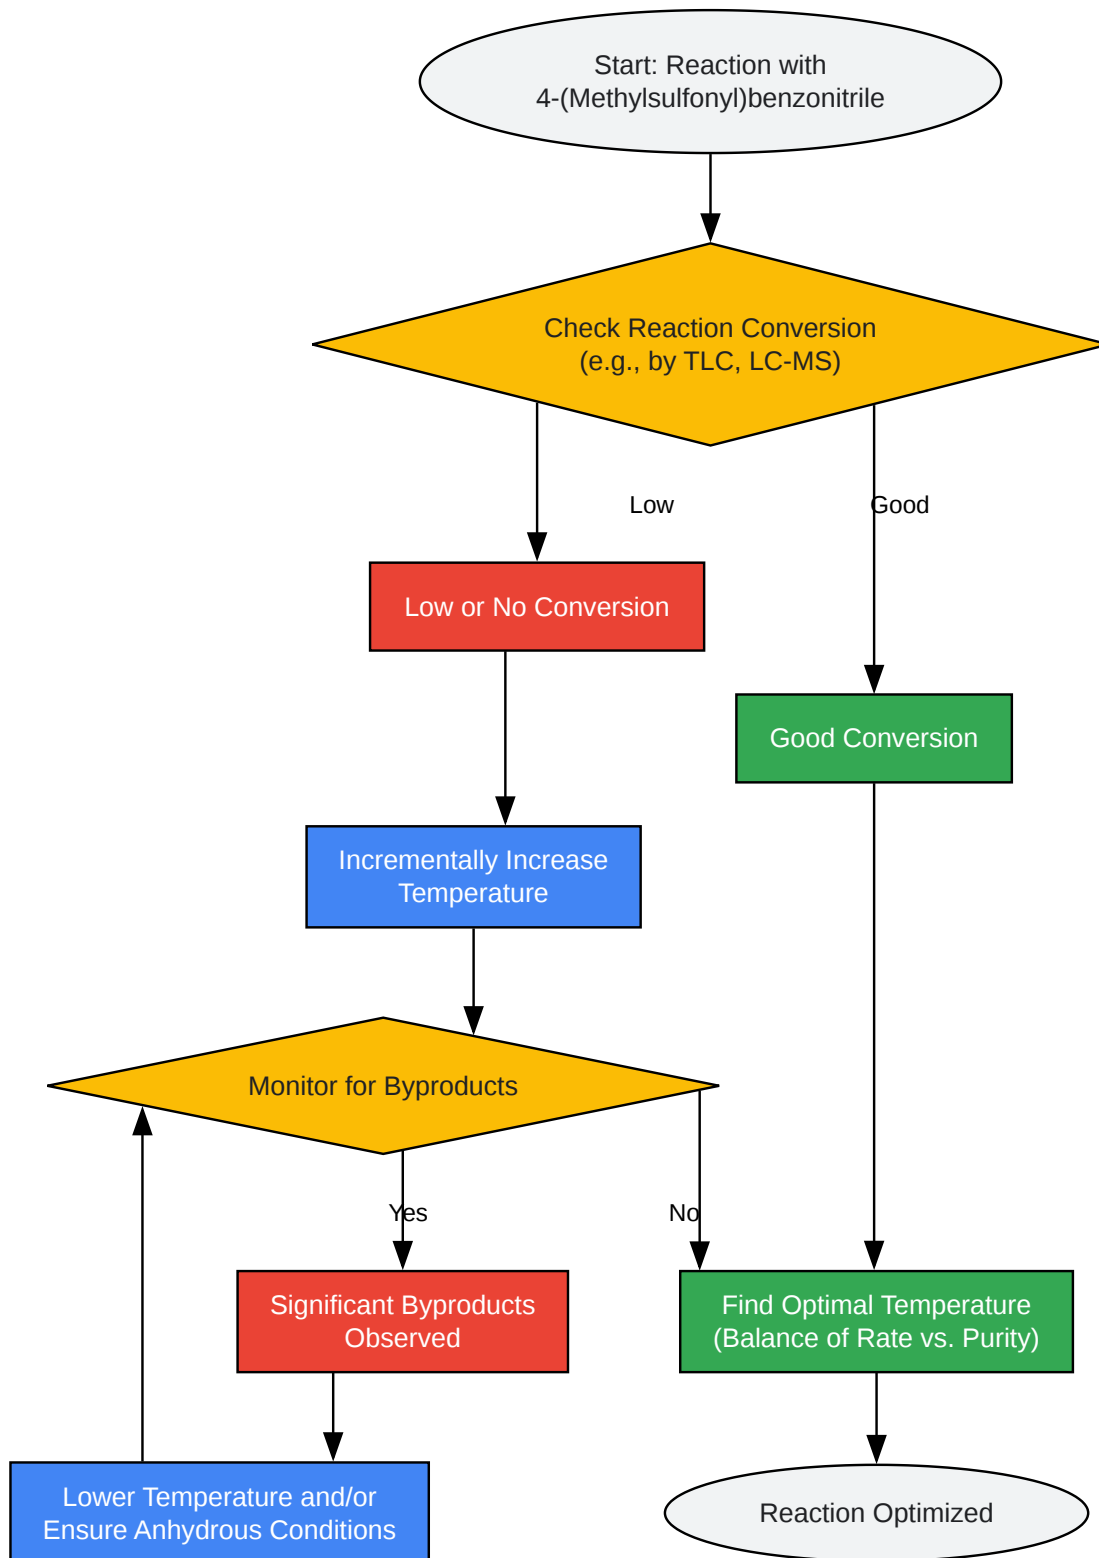 Start: Reaction with
4-(Methylsulfonyl)benzonitrile
Check Reaction Conversion
(e.g., by TLC, LC-MS)
Low
Good
Low or No Conversion
Good Conversion
Incrementally Increase
Temperature
Monitor for Byproducts
Yes
No
Significant Byproducts
Observed
Find Optimal Temperature
(Balance of Rate vs. Purity)
Lower Temperature and/or
Ensure Anhydrous Conditions
Reaction Optimized